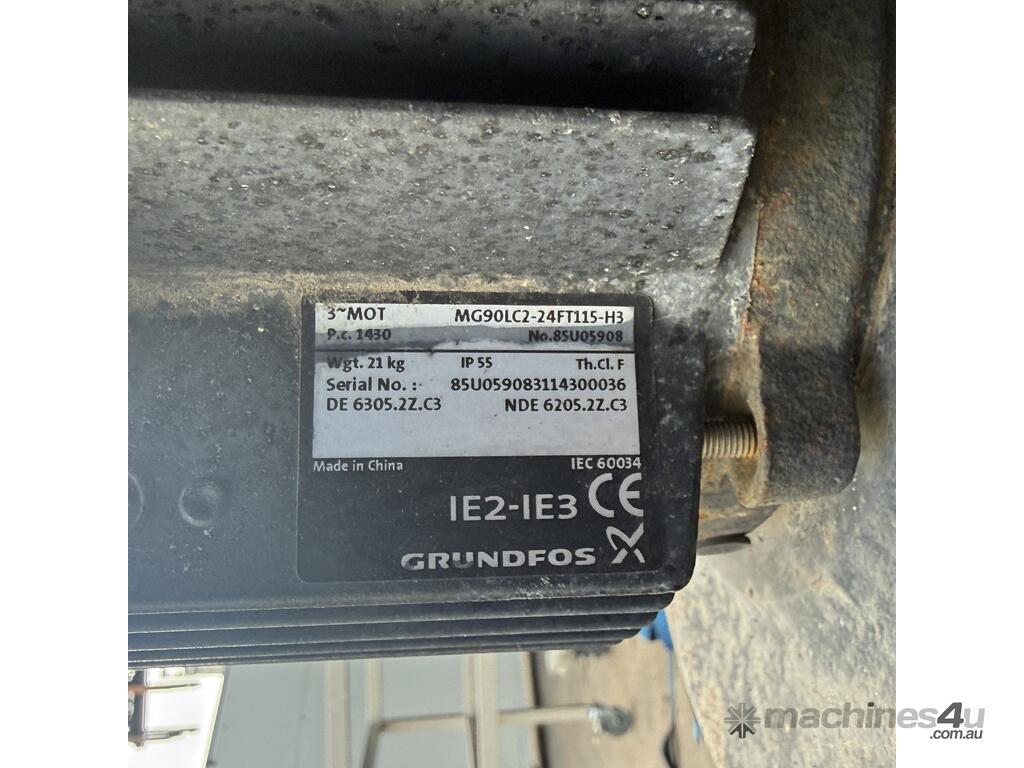 3~MOT MG90LC2-24FT115-H3
P.c. 1430 No.85U05908
Wgt. 21 kg IP 55 Th.Cl. F
Serial No. : 85U059083114300036
DE 6305.2Z.C3 NDE 6205.2Z.C3
Made in China IEC 60034
IE2-IE3 CE
GRUNDFOS
machines4u
.com.au